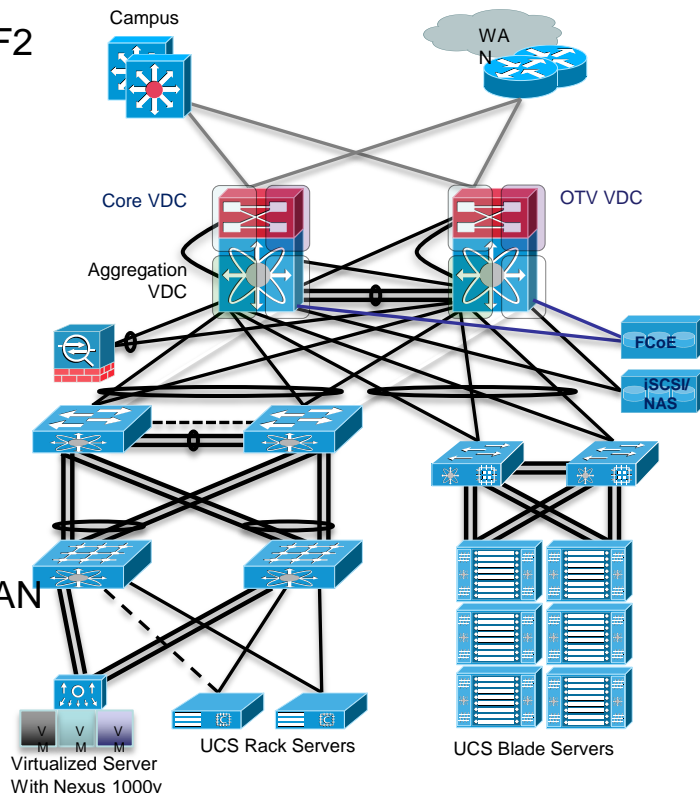 Campus
F2
WA
N
Core VDC
OTV VDC
Aggregation
VDC
FCoE
iSCSI/
NAS
AN
V
M
V
M
V
M
C
C
UCS Rack Servers
UCS Blade Servers
Virtualized Server
With Nexus 1000v